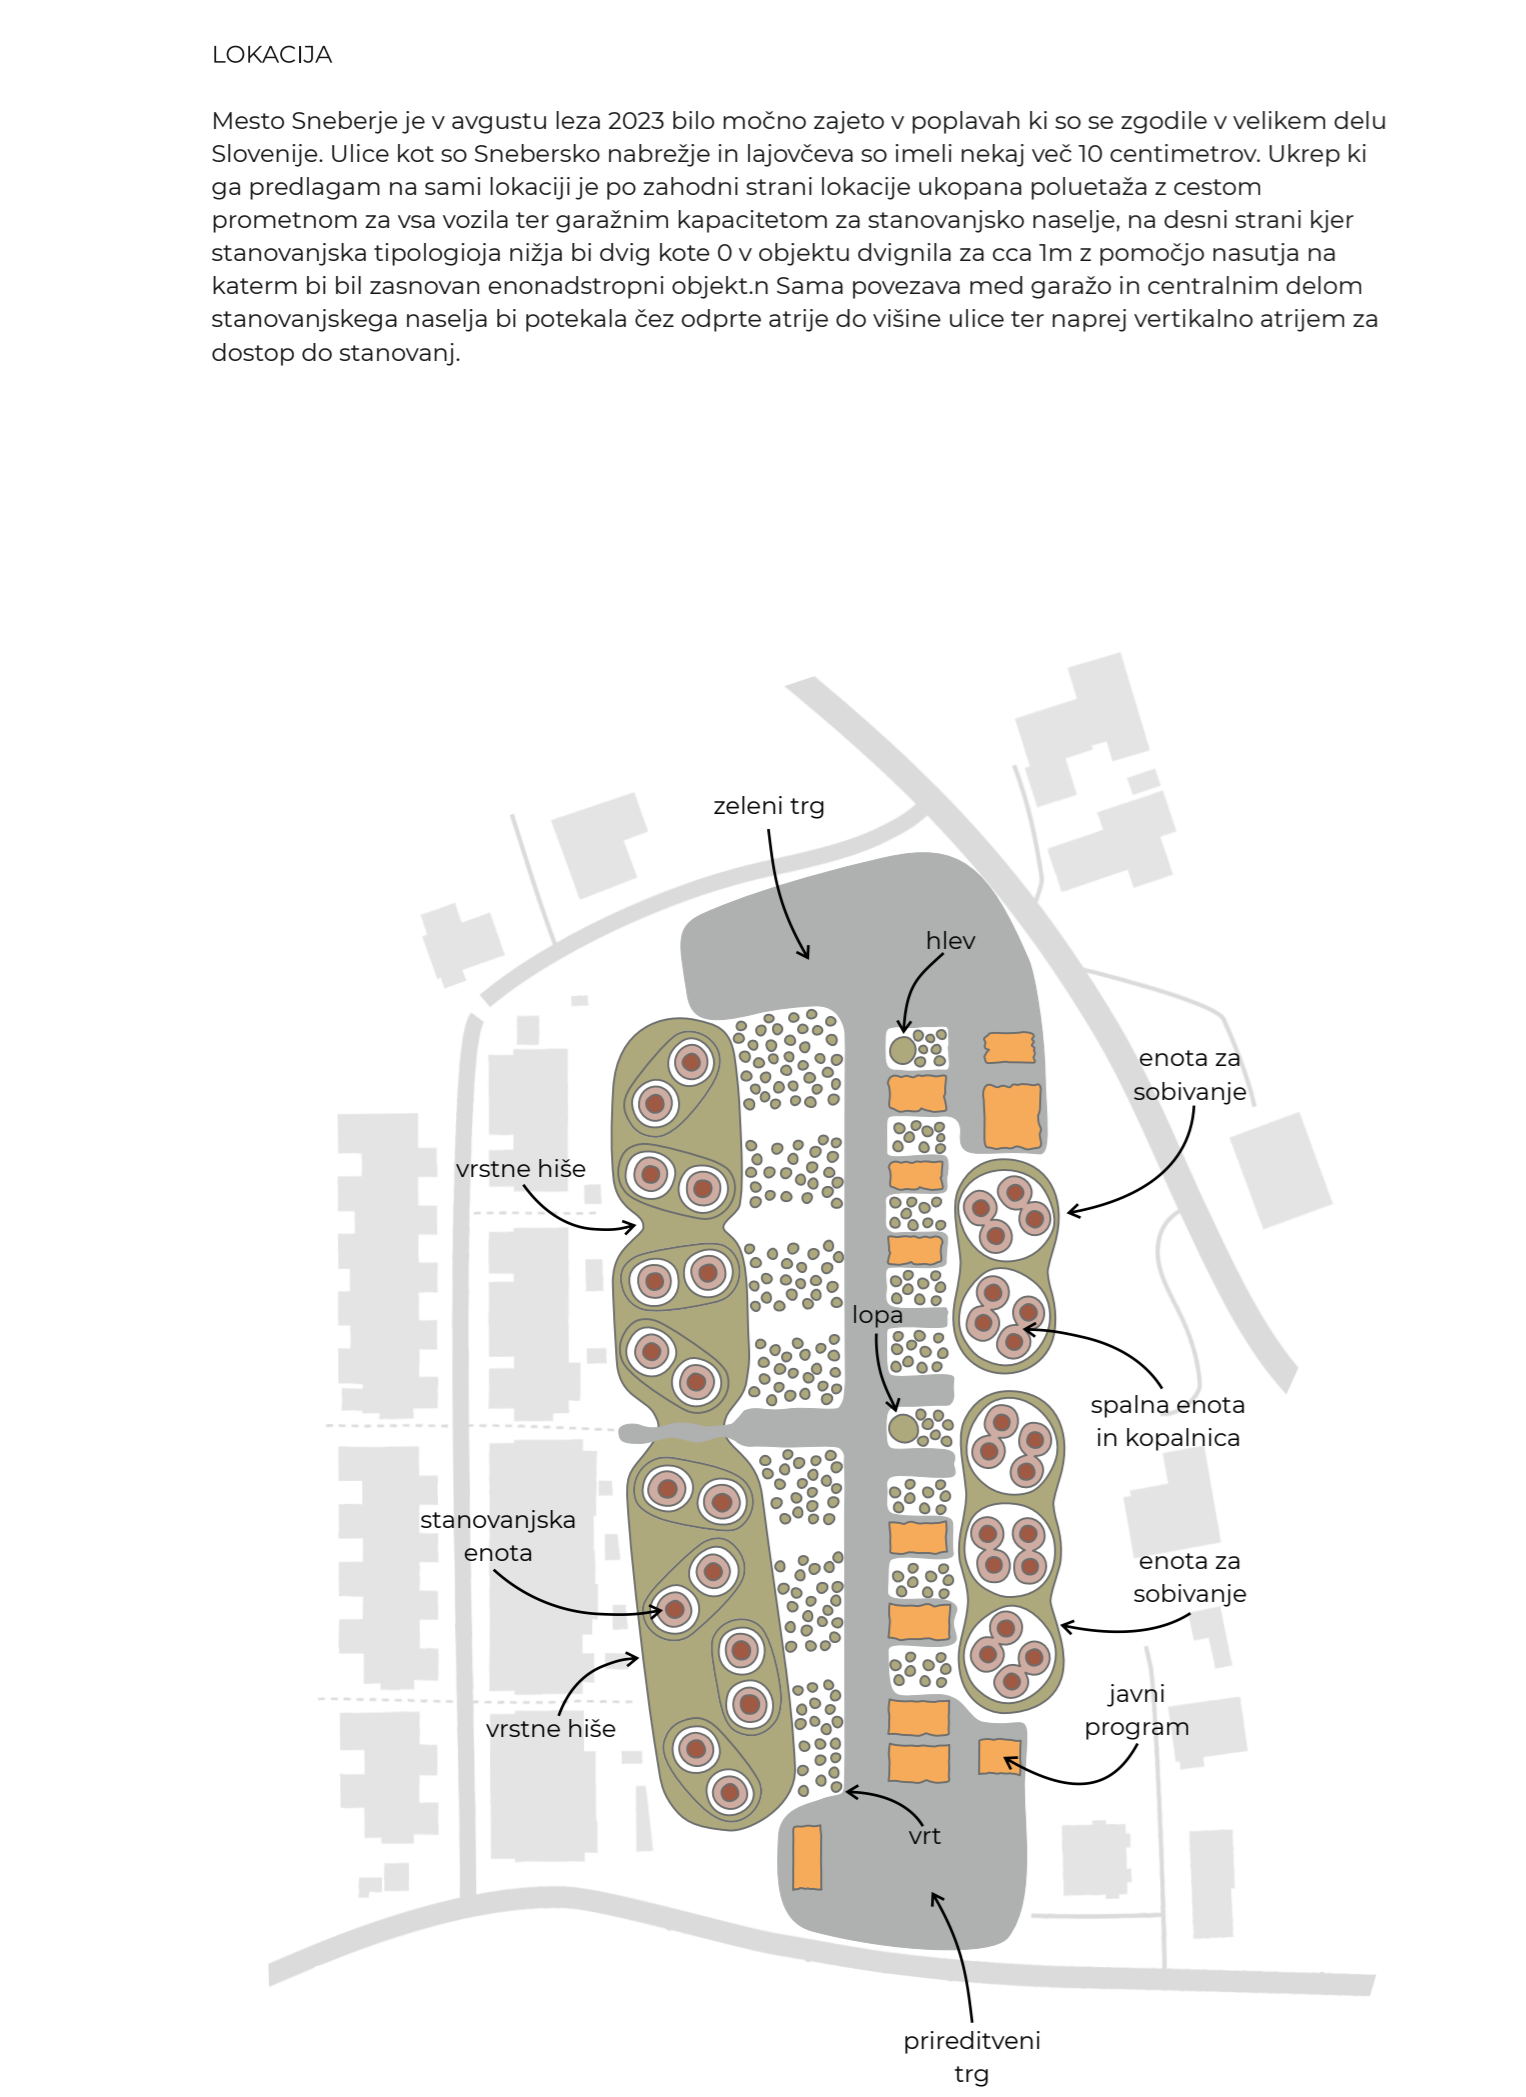 LOKACIJA
Mesto Sneberje je v avgustu leza 2023 bilo močno zajeto v poplavah ki so se zgodile v velikem delu
Slovenije. Ulice kot so Snebersko nabrežje in lajovčeva so imeli nekaj več 10 centimetrov. Ukrep ki
ga predlagam na sami lokaciji je po zahodni strani lokacije ukopana poluetaža z cestom
prometnom za vsa vozila ter garažnim kapacitetom za stanovanjsko naselje, na desni strani kjer
stanovanjska tipologioja nižja bi dvig kote 0 v objektu dvignila za cca 1m z pomočjo nasutja na
katerm bi bil zasnovan enonadstropni objekt.n Sama povezava med garažo in centralnim delom
stanovanjskega naselja bi potekala čez odprte atrije do višine ulice ter naprej vertikalno atrijem za
dostop do stanovanj.
zeleni trg
hlev
enota za
sobivanje
vrstne hiše
lopa
spalna enota
in kopalnica
stanovanjska
enota
enota za
sobivanje
javni
program
vrstne hiše
vrt
prireditveni
trg